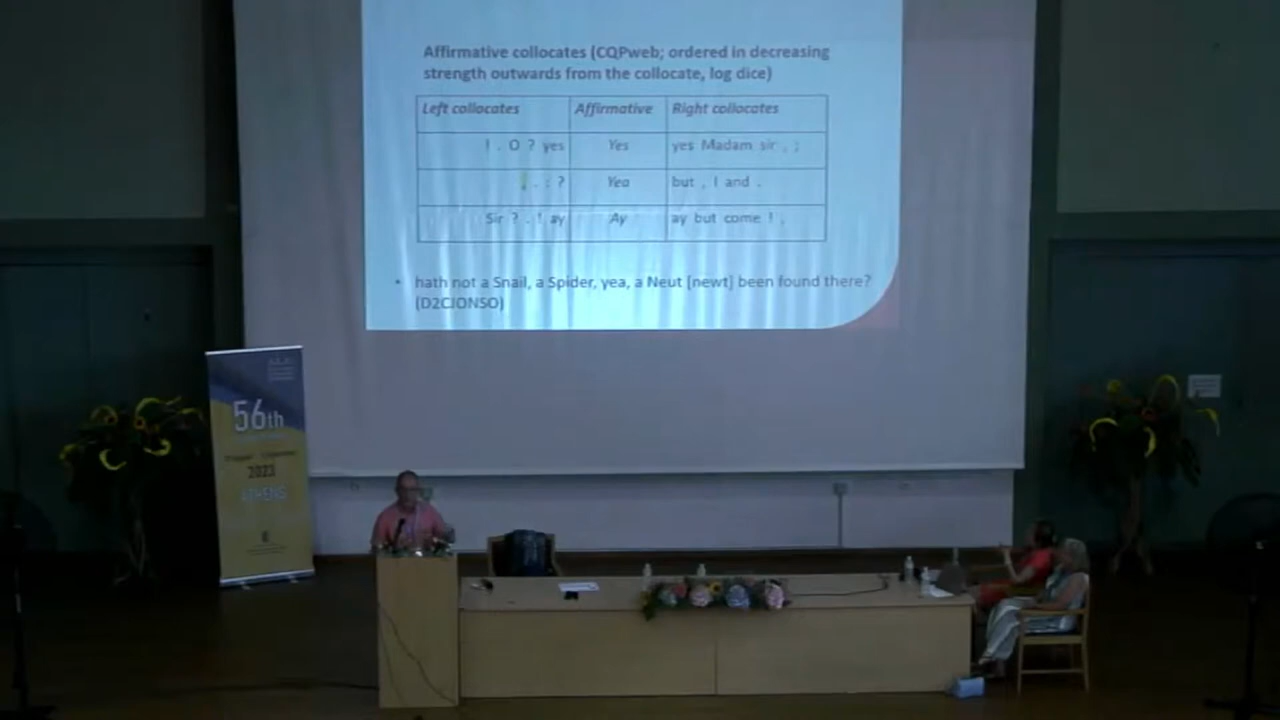 Affirmative collocates (CQPweb; ordered in decreasing
strength outwards from the collocate, log dice)
Left collocates Affirmative Right collocates
! . O ? yes Yes yes Madam sir , ;
. : ? Yea but , I and .
Sir ? . ! ay Ay ay but come ! .
• hath not a Snail, a Spider, yea, a Neut [newt] been found there?
(D2CJONSO)
56th
2023
ATHENS